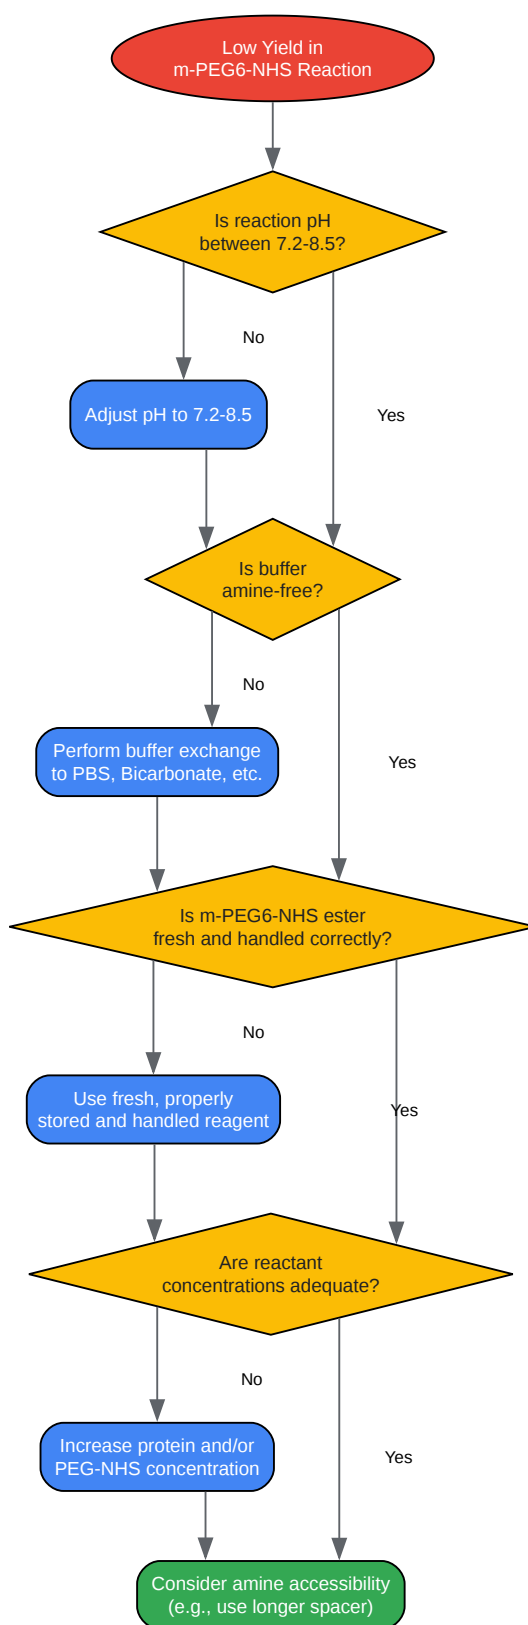 Low Yield in
m-PEG6-NHS Reaction
Is reaction pH
between 7.2-8.5?
No
Adjust pH to 7.2-8.5
Yes
Is buffer
amine-free?
No
Perform buffer exchange
to PBS, Bicarbonate, etc.
Yes
Is m-PEG6-NHS ester
fresh and handled correctly?
No
Use fresh, properly
stored and handled reagent
Yes
Are reactant
concentrations adequate?
No
Increase protein and/or
PEG-NHS concentration
Yes
Consider amine accessibility
(e.g., use longer spacer)